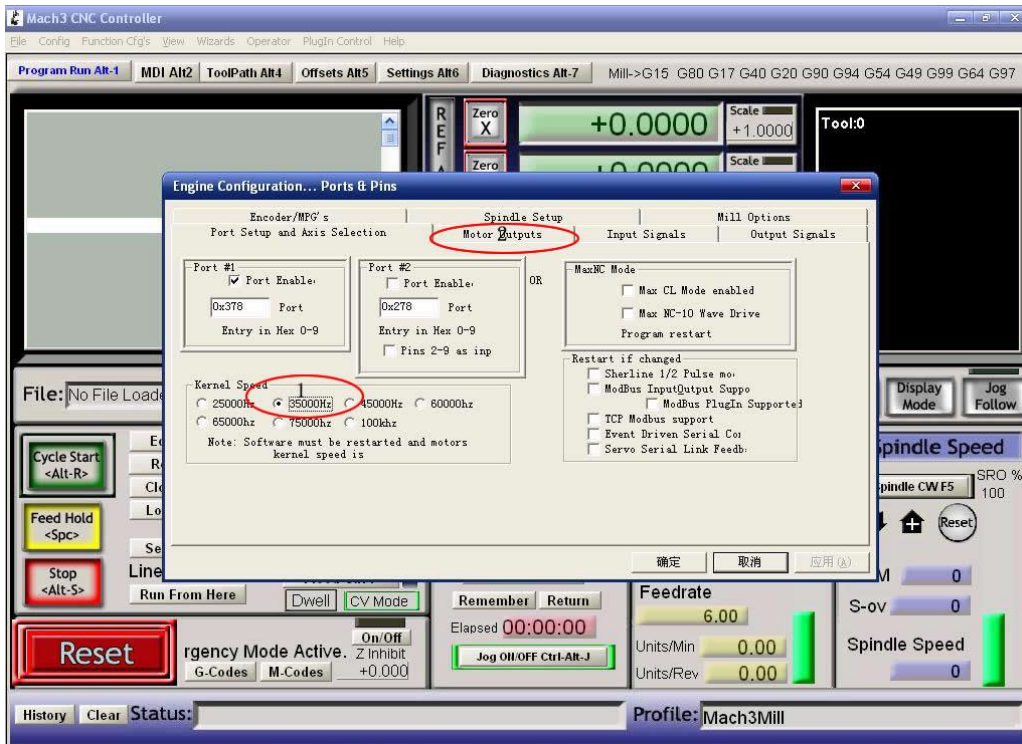 Mach3 CNC Controller
File Config Function Cfg's View Wizards Operator PlugIn Control Help
Program Run Alt-1 MDI Alt2 ToolPath Alt4 Offsets Alt5 Settings Alt6 Diagnostics Alt-7 Mill->G15 G80 G17 G40 G20 G90 G94 G54 G49 G99 G64 G97
REFA
Zero X +0.0000 Scale +1.0000 Tool:0
Zero +0.0000 Scale
Engine Configuration... Ports & Pins
Encoder/MPG's Spindle Setup Mill Options
Port Setup and Axis Selection Motor Outputs Input Signals Output Signals
2
Port #1
Port Enable
0x378 Port
Entry in Hex 0-9
Port #2
Port Enable
0x278 Port
Entry in Hex 0-9
Pins 2-9 as inp
OR
MaxNC Mode
Max CL Mode enabled
Max NC-10 Wave Drive
Program restart
Restart if changed
Sherline 1/2 Pulse mo
ModBus InputOutput Suppo
ModBus PlugIn Supported
TCP Modbus support
Event Driven Serial Co
Servo Serial Link Feedb
Kernel Speed
1
25000Hz 35000Hz 45000Hz 60000hz
65000hz 75000hz 100khz
Note: Software must be restarted and motors
kernel speed is
确定 取消 应用(A)
File: No File Loade
Display Mode Jog Follow
Cycle Start <Alt-R>
Feed Hold <Spc>
Stop <Alt-S>
Ed
R
Clo
Lo
Se
Line
Run From Here Dwell CV Mode
Remember Return
Elapsed 00:00:00
Jog ON/OFF Ctrl-Alt-J
Reset
rgency Mode Active.
G-Codes M-Codes
On/Off
Z Inhibit
+0.000
Feedrate
6.00
Units/Min 0.00
Units/Rev 0.00
pindle Speed
pindle CW F5
SRO %
100
Reset
M 0
S-ov 0
Spindle Speed
0
History Clear Status: Profile: Mach3Mill